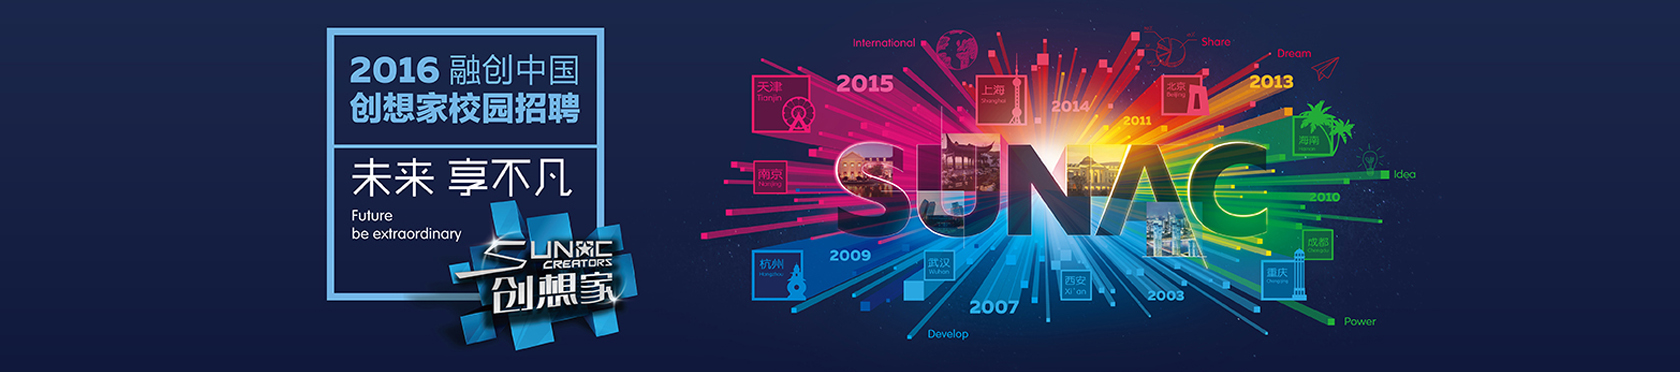 2016 融创中国
创想家校园招聘
未来 享不凡
Future
be extraordinary
SUNAC
CREATORS
创想家
International
Share
Dream
天津
Tianjin
2015
上海
Shanghai
2014
北京
Beijing
2013
2011
海南
Hainan
南京
Nanjing
SUNAC
Idea
2010
成都
Chengdu
杭州
Hangzhou
2009
武汉
Wuhan
西安
Xi'an
重庆
Chongqing
2007
2003
Power
Develop